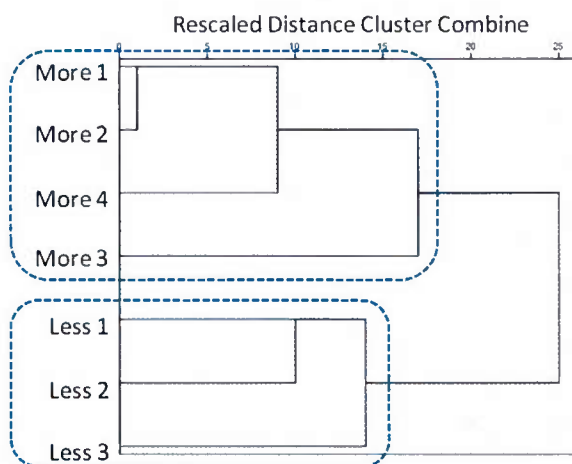 Rescaled Distance Cluster Combine
0 5 10 15 20 25
More 1
More 2
More 4
More 3
Less 1
Less 2
Less 3